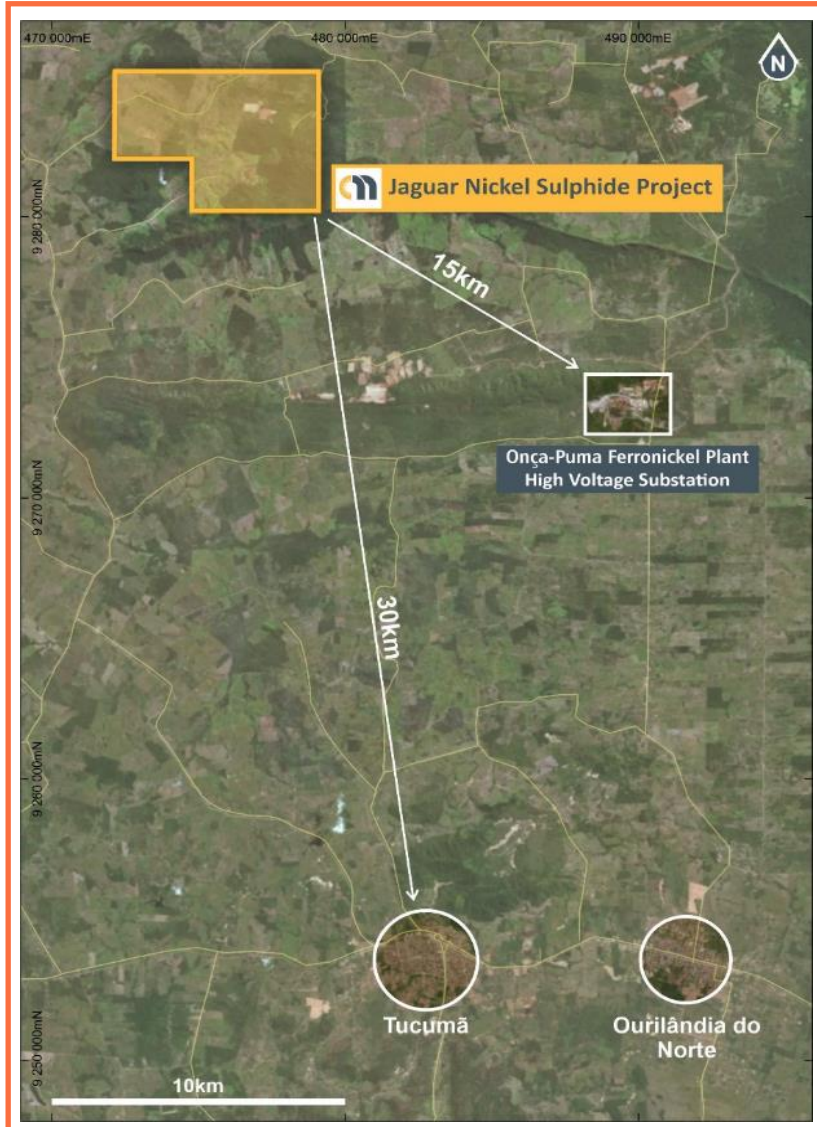 470 000mE
480 000mE
490 000mE
N
Jaguar Nickel Sulphide Project
9 280 000mN
15km
Onça-Puma Ferronickel Plant
High Voltage Substation
9 270 000mN
30km
9 260 000mN
Tucumã
Ourilândia do
Norte
9 250 000mN
10km